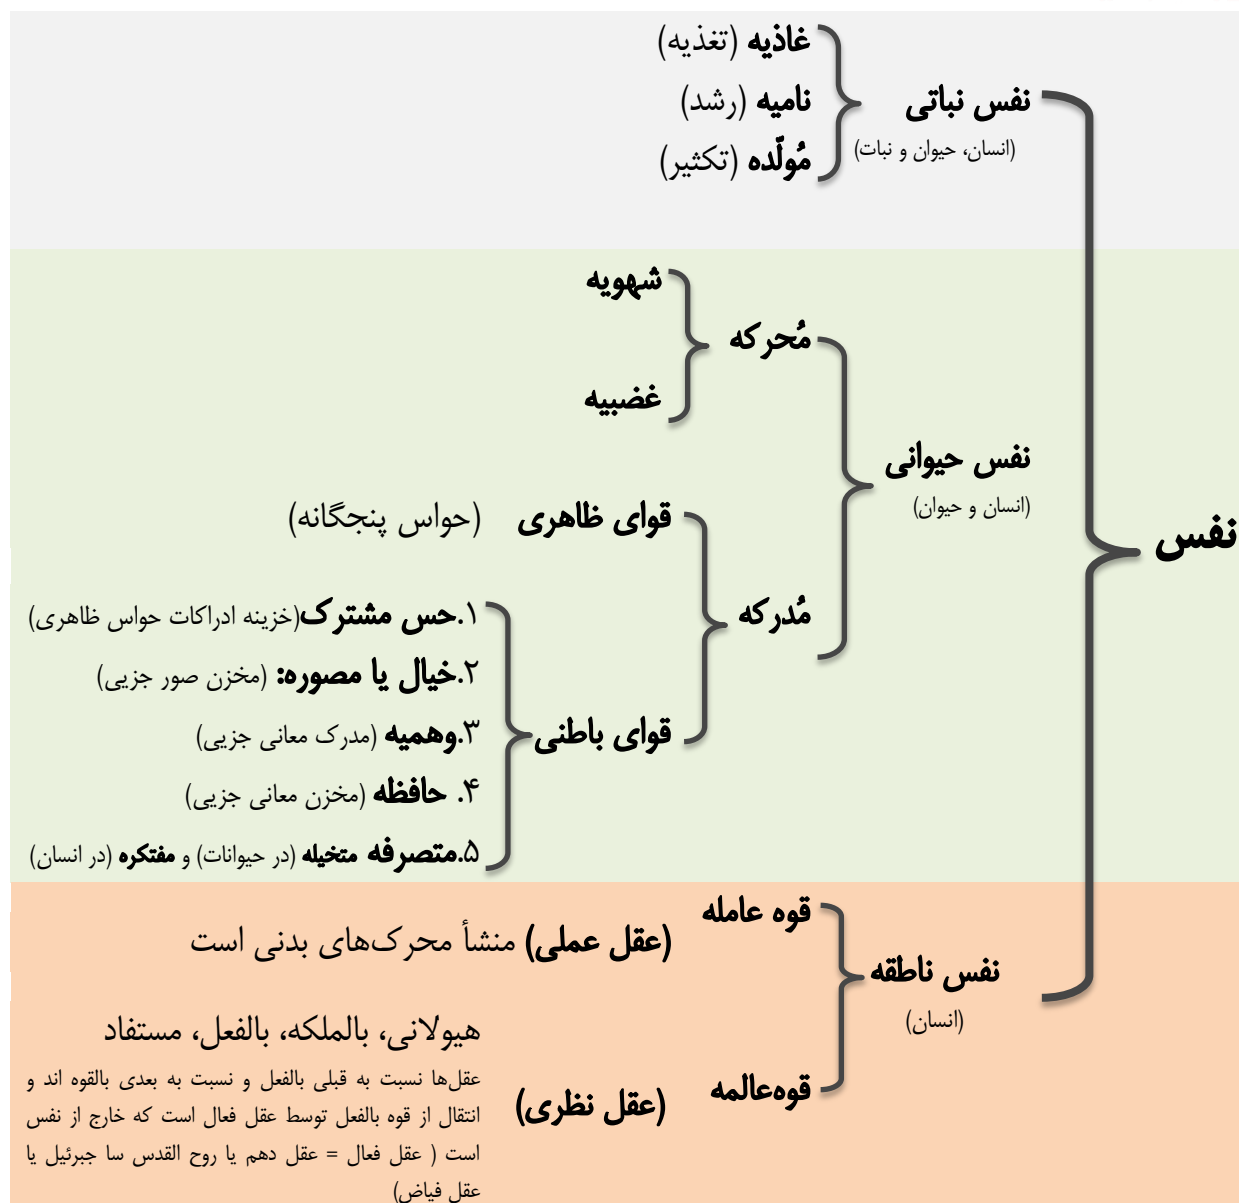 نفس
نفس نباتی
(انسان، حیوان و نبات)
غاذیه (تغذیه)
نامیه (رشد)
مُولّده (تکثیر)
نفس حیوانی
(انسان و حیوان)
مُحرکه
شهویه
غضبیه
مُدرکه
قوای ظاهری (حواس پنجگانه)
قوای باطنی
۱.حس مشترک(خزینه ادراکات حواس ظاهری)
۲.خیال یا مصوره: (مخزن صور جزیی)
۳.وهمیه (مدرک معانی جزیی)
۴. حافظه (مخزن معانی جزیی)
۵.متصرفه متخیله (در حیوانات) و مفتکره (در انسان)
نفس ناطقه
(انسان)
قوه عامله
(عقل عملی) منشأ محرک‌های بدنی است
قوه‌عالمه
(عقل نظری)
هیولانی، بالملکه، بالفعل، مستفاد
عقل‌ها نسبت به قبلی بالفعل و نسبت به بعدی بالقوه اند و
انتقال از قوه بالفعل توسط عقل فعال است که خارج از نفس
است ( عقل فعال = عقل دهم یا روح القدس سا جبرئیل یا
عقل فیاض)